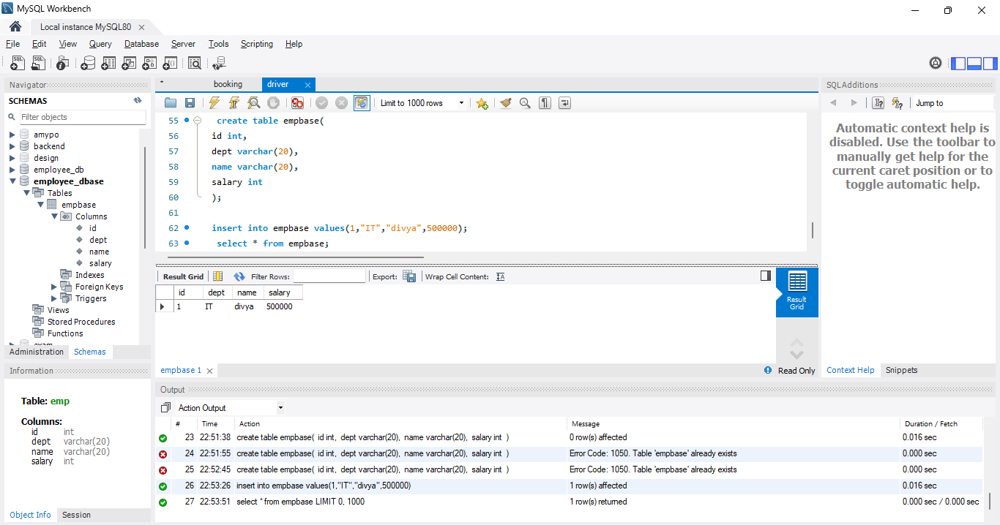 MySQL Workbench
Local instance MySQL80
File Edit View Query Database Server Tools Scripting Help
Navigator
SCHEMAS
Filter objects
amypo
backend
design
employee_db
employee_dbase
Tables
empbase
Columns
id
dept
name
salary
Indexes
Foreign Keys
Triggers
Views
Stored Procedures
Functions
Administration Schemas
Information
Table: emp
Columns:
id int
dept varchar(20)
name varchar(20)
salary int
Object Info Session
booking driver
Limit to 1000 rows
55 create table empbase(
56 id int,
57 dept varchar(20),
58 name varchar(20),
59 salary int
60 );
61
62 insert into empbase values(1,"IT","divya",500000);
63 select * from empbase;
Result Grid Filter Rows: Export: Wrap Cell Content:
id dept name salary
1 IT divya 500000
Result Grid
empbase 1
Read Only
SQLAdditions
Jump to
Automatic context help is
disabled. Use the toolbar to
manually get help for the
current caret position or to
toggle automatic help.
Context Help Snippets
Output
Action Output
# Time Action Message Duration / Fetch
23 22:51:38 create table empbase( id int, dept varchar(20), name varchar(20), salary int ) 0 row(s) affected 0.016 sec
24 22:51:55 create table empbase( id int, dept varchar(20), name varchar(20), salary int ) Error Code: 1050. Table 'empbase' already exists 0.000 sec
25 22:52:45 create table empbase( id int, dept varchar(20), name varchar(20), salary int ) Error Code: 1050. Table 'empbase' already exists 0.000 sec
26 22:53:26 insert into empbase values(1,"IT","divya",500000) 1 row(s) affected 0.016 sec
27 22:53:51 select * from empbase LIMIT 0, 1000 1 row(s) returned 0.000 sec / 0.000 sec